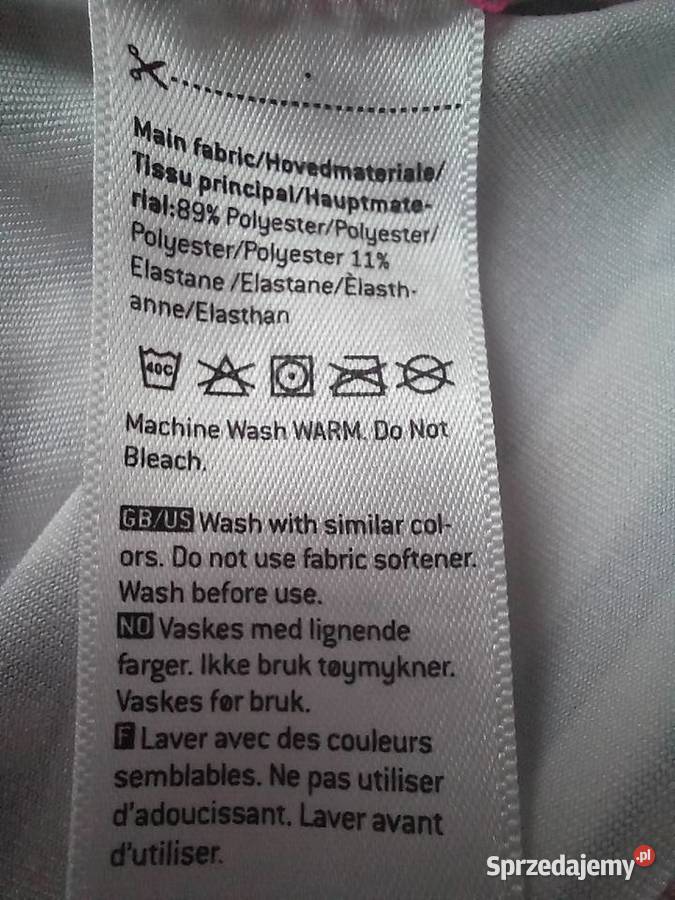 Main fabric/Hovedmateriale/
Tissu principal/Hauptmate-
rial:89% Polyester/Polyester/
Polyester/Polyester 11%
Elastane /Elastane/Èlasth-
anne/Elasthan
40C
Machine Wash WARM. Do Not
Bleach.
GB/US Wash with similar col-
ors. Do not use fabric softener.
Wash before use.
NO Vaskes med lignende
farger. Ikke bruk tøymykner.
Vaskes før bruk.
F Laver avec des couleurs
semblables. Ne pas utiliser
d'adoucissant. Laver avant
d'utiliser.
Sprzedajemy.pl